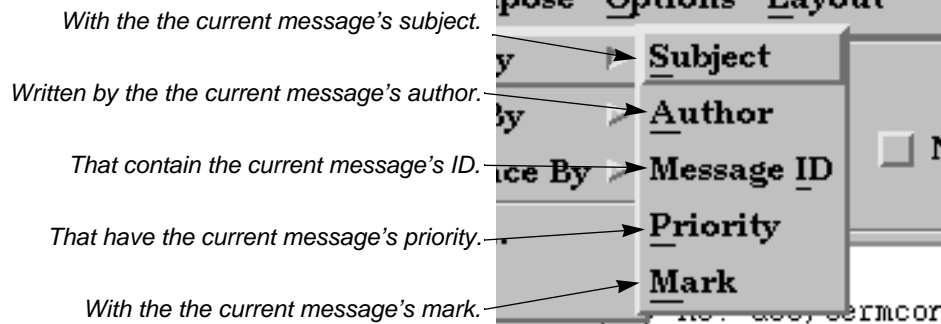 Options Layout
With the the current message's subject.
Subject
Written by the the current message's author.
By
Author
That contain the current message's ID.
By
Message ID
That have the current message's priority.
Priority
With the the current message's mark.
Mark